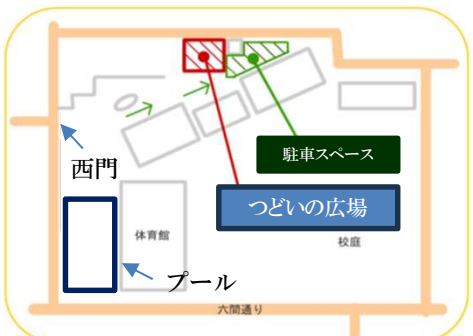 駐車スペース
西門
つどいの広場
体育館
校庭
プール
六間通り